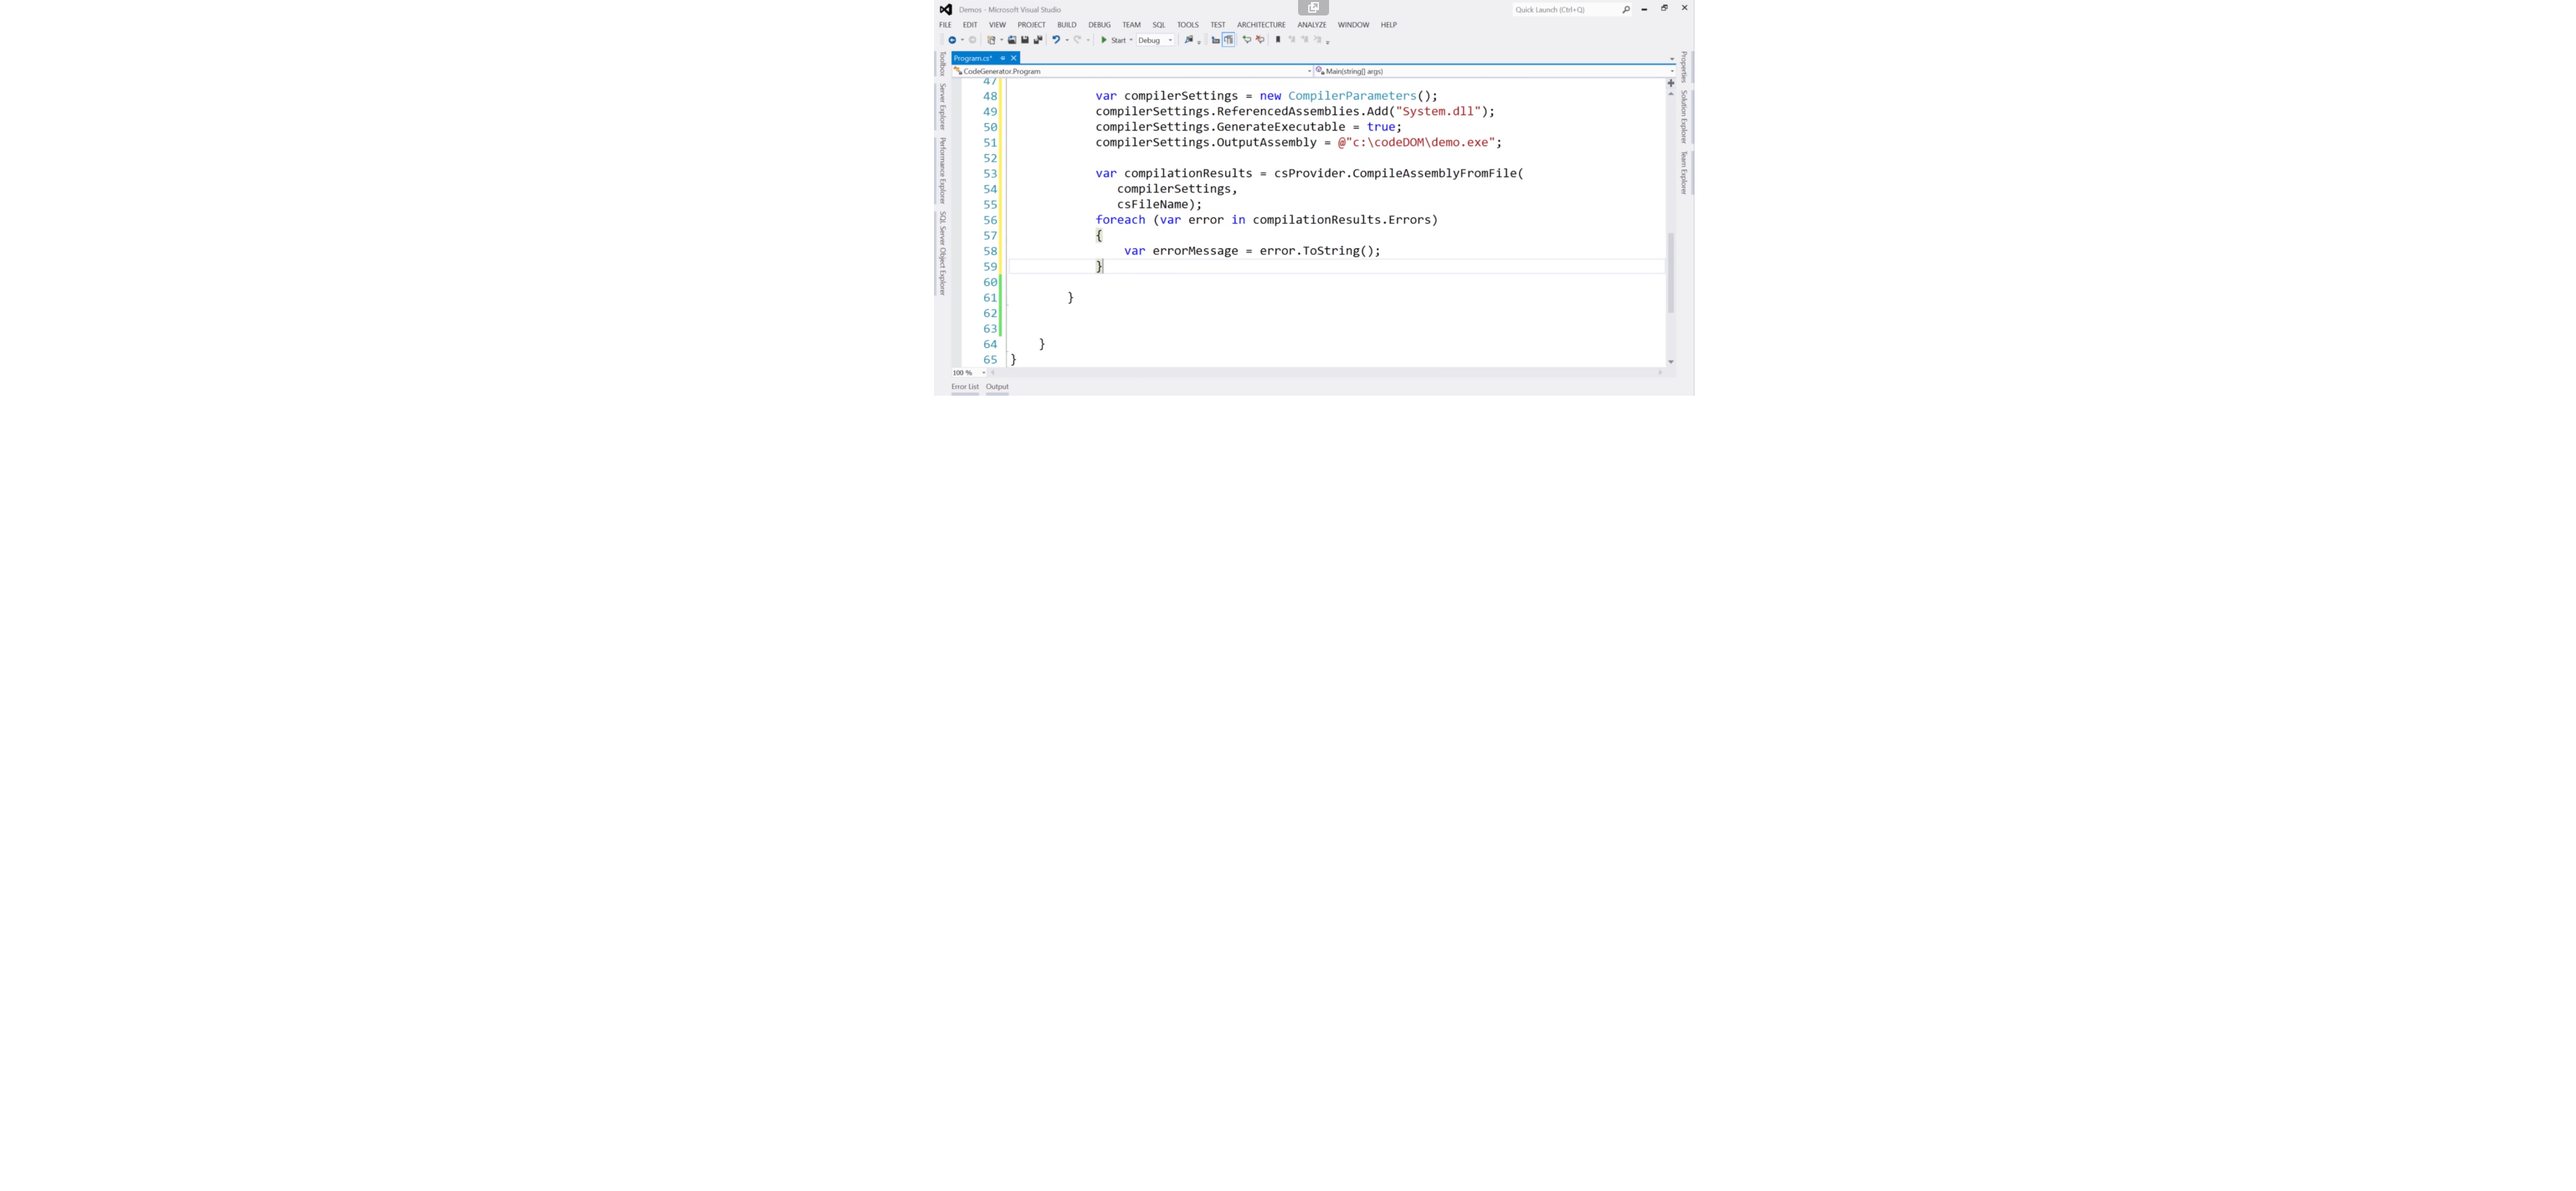 Demos - Microsoft Visual Studio
Quick Launch (Ctrl+Q)
FILE EDIT VIEW PROJECT BUILD DEBUG TEAM SQL TOOLS TEST ARCHITECTURE ANALYZE WINDOW HELP
Start Debug
Program.cs*
CodeGenerator.Program Main(string[] args)
47
48 var compilerSettings = new CompilerParameters();
49 compilerSettings.ReferencedAssemblies.Add("System.dll");
50 compilerSettings.GenerateExecutable = true;
51 compilerSettings.OutputAssembly = @"c:\codeDOM\demo.exe";
52
53 var compilationResults = csProvider.CompileAssemblyFromFile(
54 compilerSettings,
55 csFileName);
56 foreach (var error in compilationResults.Errors)
57 {
58 var errorMessage = error.ToString();
59 }
60
61 }
62
63
64 }
65 }
100 %
Error List Output
Toolbox
Server Explorer
Performance Explorer
SQL Server Object Explorer
Properties
Solution Explorer
Team Explorer